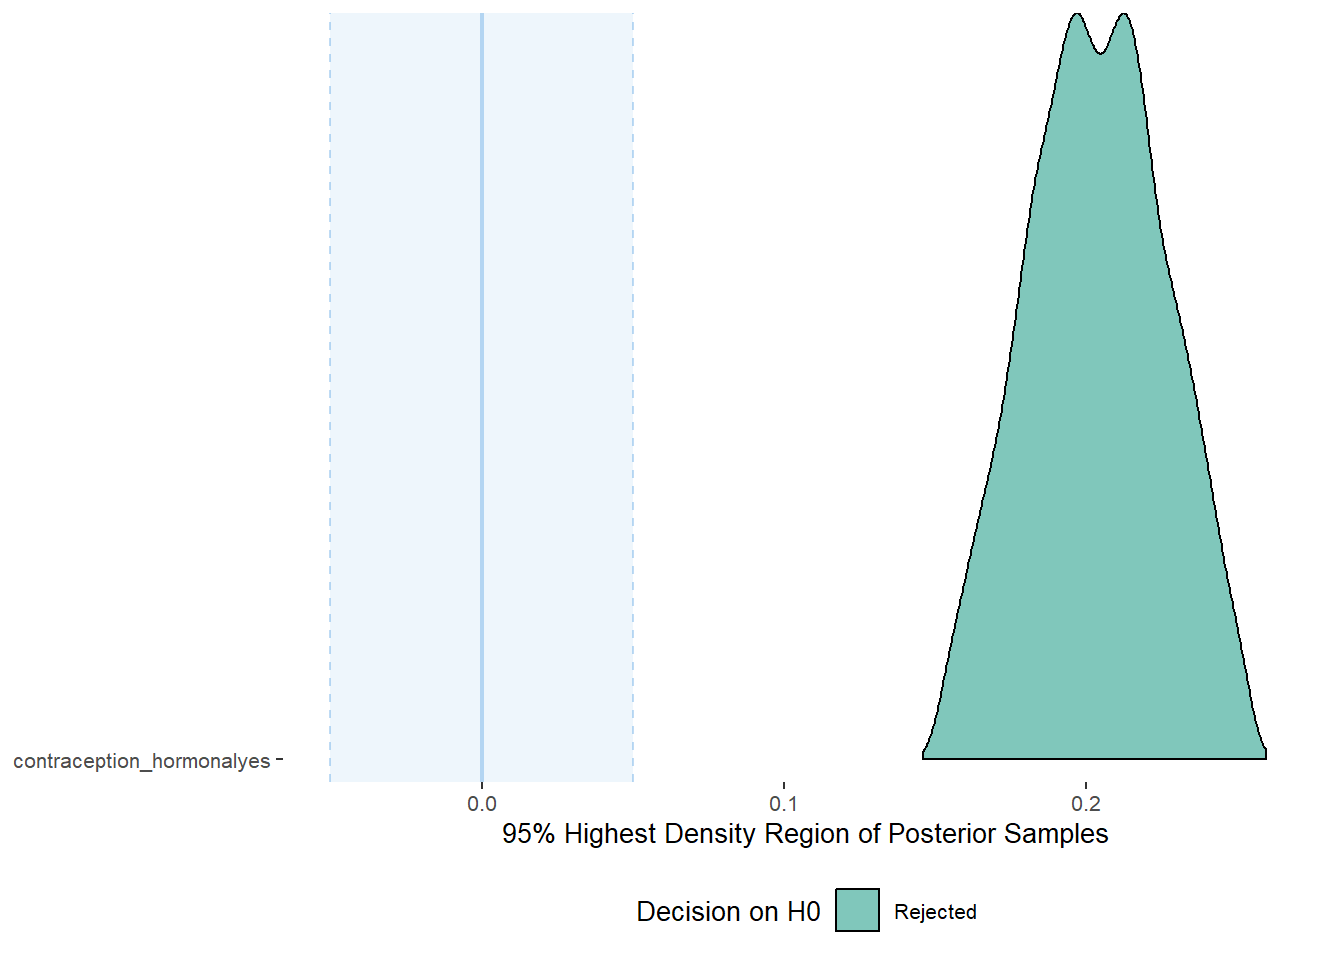 contraception_hormonalyes
0.0 0.1 0.2
95% Highest Density Region of Posterior Samples
Decision on H0 Rejected